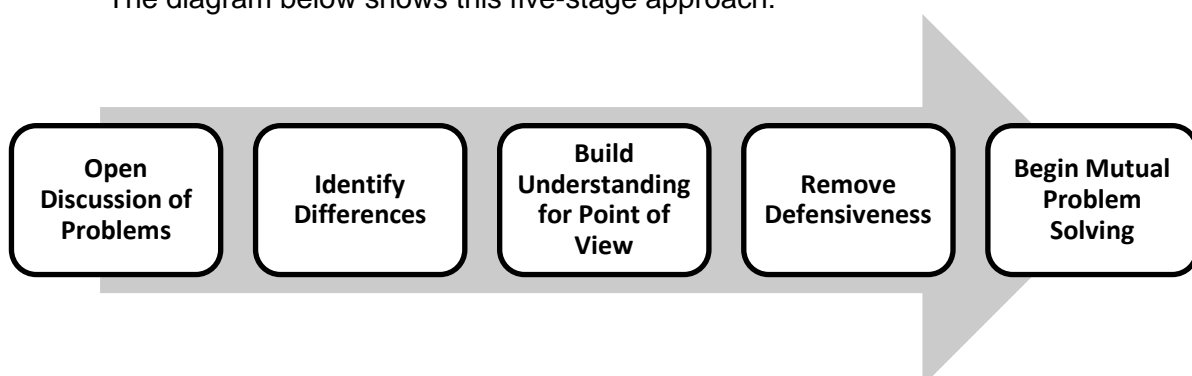 The diagram below shows this five-stage approach.
Open
Discussion of
Problems
Identify
Differences
Build
Understanding
for Point of
View
Remove
Defensiveness
Begin Mutual
Problem
Solving